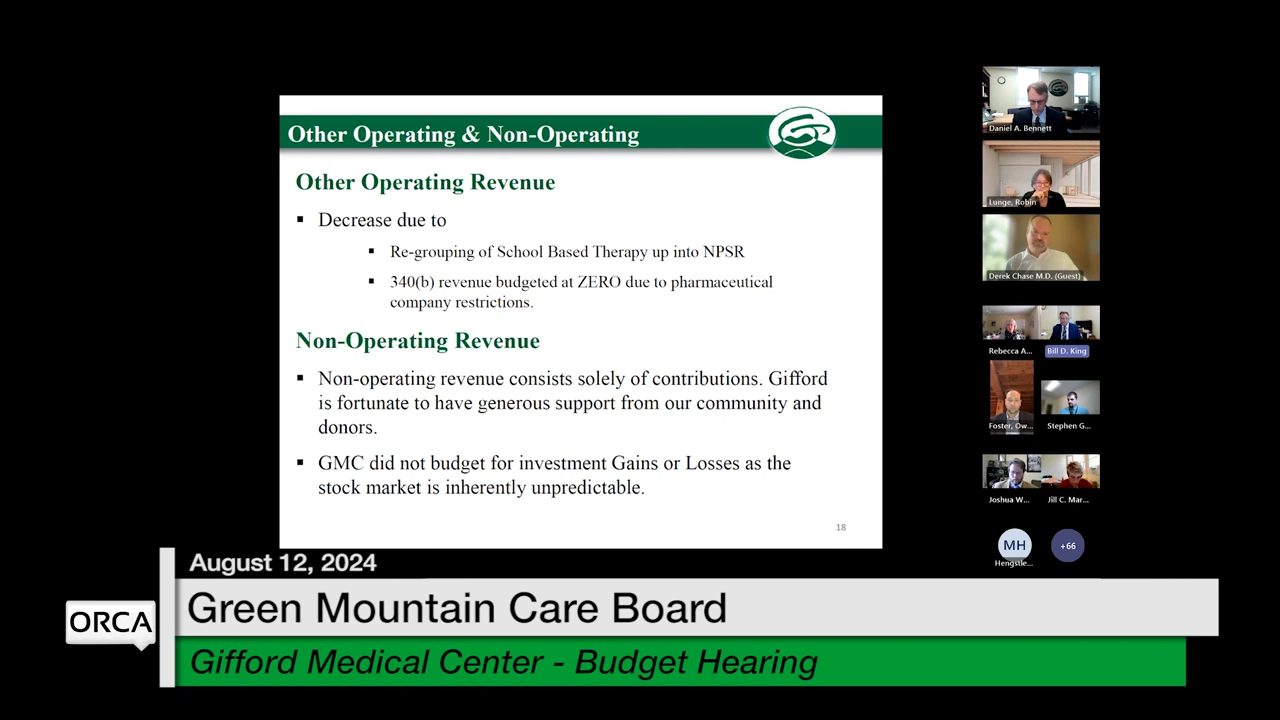 Other Operating & Non-Operating
Other Operating Revenue
▪ Decrease due to
▪ Re-grouping of School Based Therapy up into NPSR
▪ 340(b) revenue budgeted at ZERO due to pharmaceutical
company restrictions.
Non-Operating Revenue
▪ Non-operating revenue consists solely of contributions. Gifford
is fortunate to have generous support from our community and
donors.
▪ GMC did not budget for investment Gains or Losses as the
stock market is inherently unpredictable.
18
Daniel A. Bennett
Lunge, Robin
Derek Chase M.D. (Guest)
Rebecca A...
Bill D. King
Foster, Ow...
Stephen G...
Joshua W...
Jill C. Mar...
MH
+66
Hengstle...
August 12, 2024
ORCA
Green Mountain Care Board
Gifford Medical Center - Budget Hearing